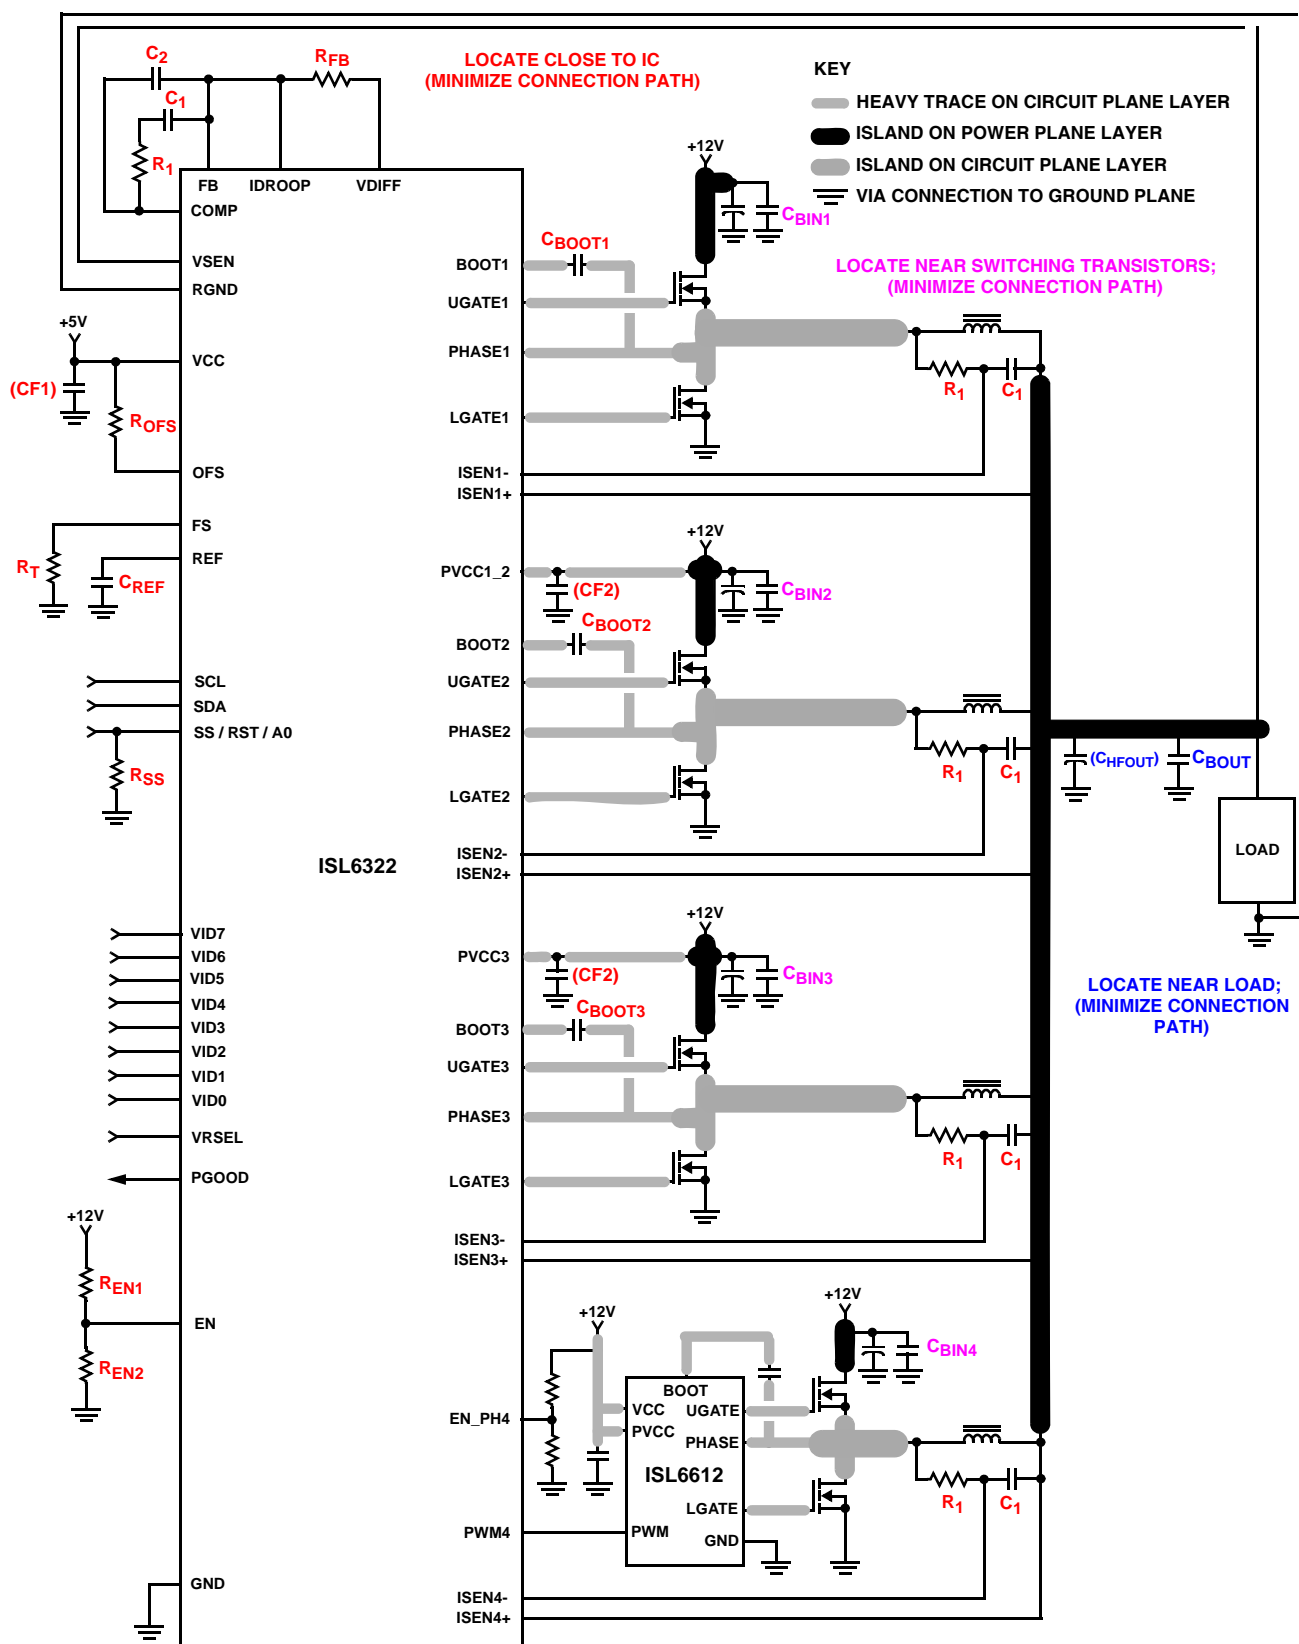 C2
RFB
LOCATE CLOSE TO IC
(MINIMIZE CONNECTION PATH)
C1
R1
KEY
HEAVY TRACE ON CIRCUIT PLANE LAYER
ISLAND ON POWER PLANE LAYER
ISLAND ON CIRCUIT PLANE LAYER
VIA CONNECTION TO GROUND PLANE
+12V
CBIN1
FB
IDROOP
VDIFF
COMP
VSEN
RGND
+5V
VCC
(CF1)
ROFS
OFS
FS
REF
RT
CREF
SCL
SDA
SS / RST / A0
RSS
ISL6322
VID7
VID6
VID5
VID4
VID3
VID2
VID1
VID0
VRSEL
PGOOD
+12V
REN1
EN
REN2
GND
CBOOT1
BOOT1
UGATE1
PHASE1
LGATE1
ISEN1-
ISEN1+
LOCATE NEAR SWITCHING TRANSISTORS;
(MINIMIZE CONNECTION PATH)
R1
C1
+12V
PVCC1_2
(CF2)
CBIN2
CBOOT2
BOOT2
UGATE2
PHASE2
LGATE2
ISEN2-
ISEN2+
R1
C1
(CHFOUT)
CBOUT
LOAD
LOCATE NEAR LOAD;
(MINIMIZE CONNECTION
PATH)
+12V
PVCC3
(CF2)
CBIN3
CBOOT3
BOOT3
UGATE3
PHASE3
LGATE3
ISEN3-
ISEN3+
R1
C1
+12V
+12V
CBIN4
EN_PH4
BOOT
VCC
UGATE
PVCC
PHASE
ISL6612
LGATE
PWM4
PWM
GND
R1
C1
ISEN4-
ISEN4+